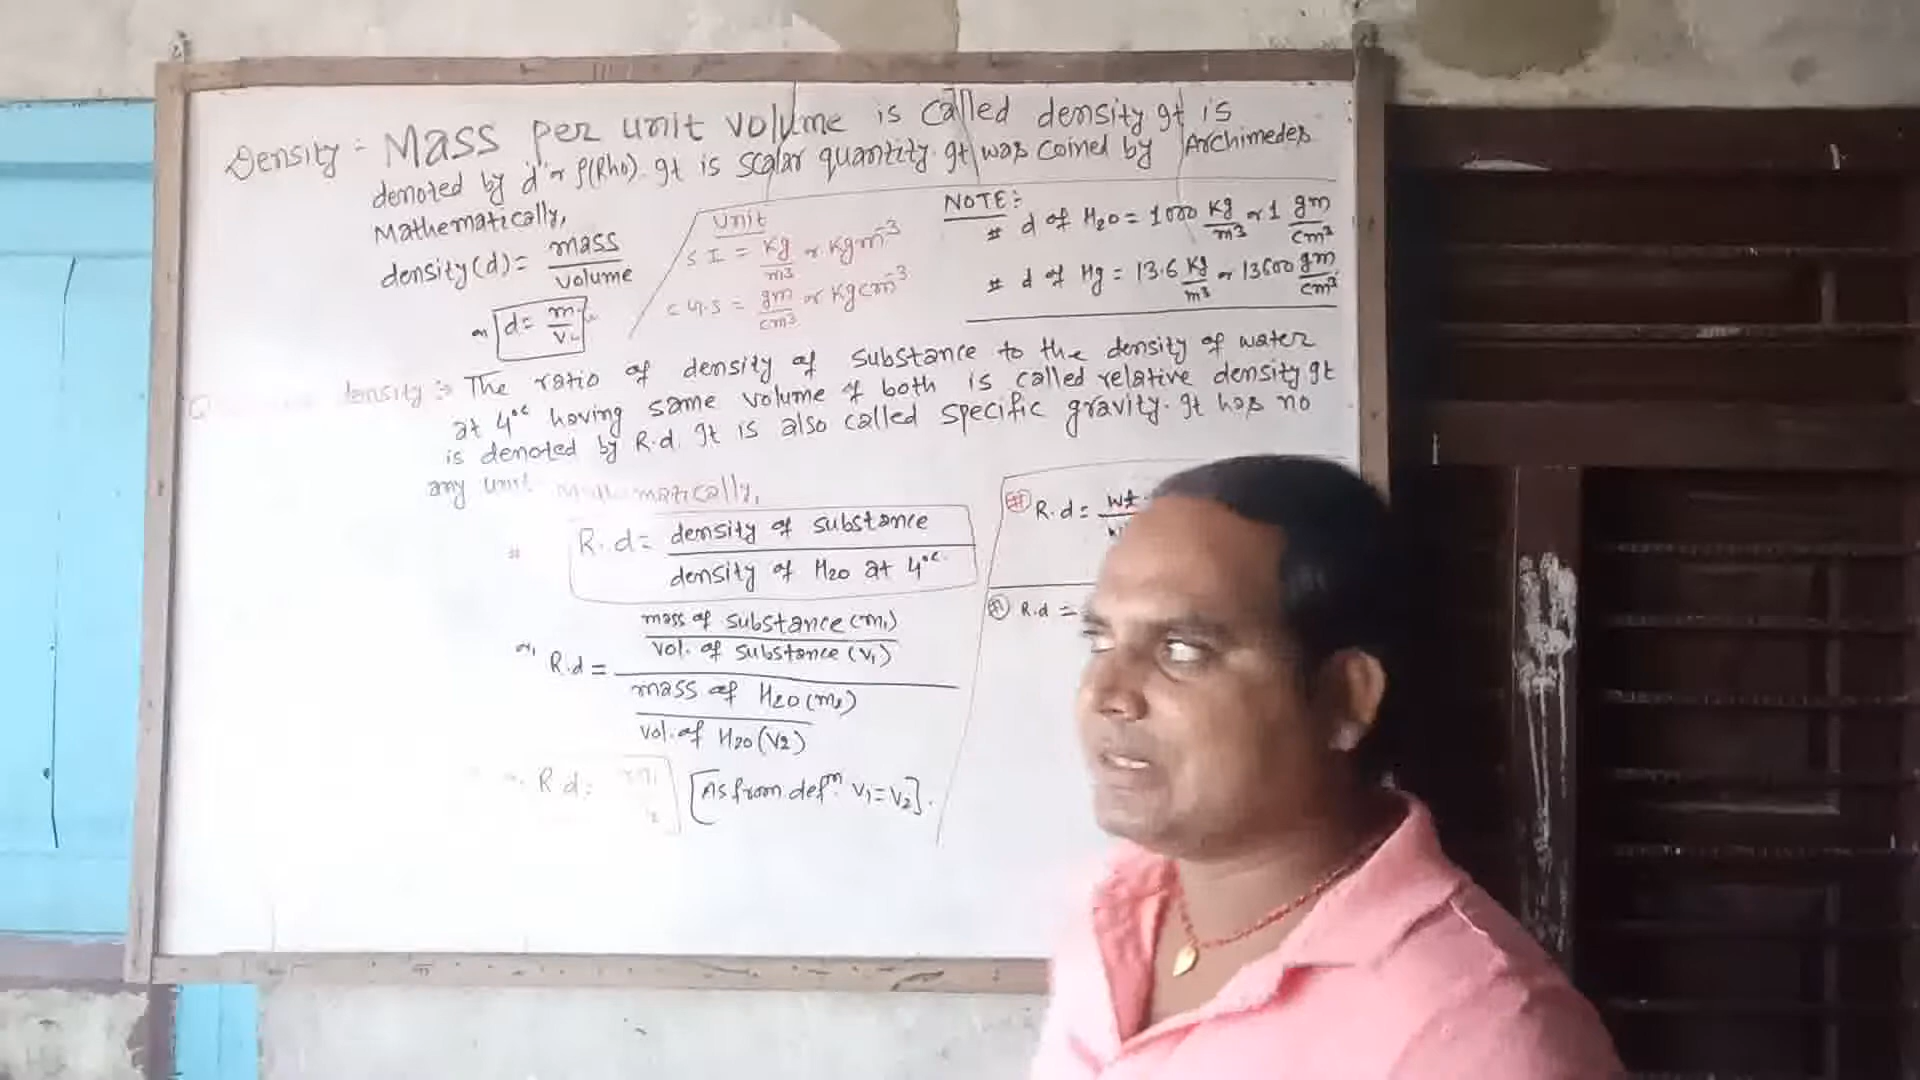 Density :- Mass per unit volume is called density gt is
denoted by 'd' or ρ(Rho). gt is scalar quantity. gt was coined by Archimedes
Mathematically,
density(d) = mass / volume
or d = m / v
Unit
S I = Kg / m³ or Kgm⁻³
C.G.S = gm / cm³ or Kgcm⁻³
NOTE :-
# d of H₂O = 1000 Kg / m³ or 1 gm / cm³
# d of Hg = 13.6 Kg / m³ or 13600 gm / cm³
density :- The ratio of density of substance to the density of water
at 4°C having same volume of both is called relative density gt
is denoted by R.d. It is also called specific gravity. It has no
any unit. Mathematically,
# R.d = density of substance / density of H₂O at 4°C
or, R.d = mass of substance (m₁) / vol. of substance (v₁) / mass of H₂O (m₂) / vol. of H₂O (v₂)
R.d = m₁ [As from defⁿ. v₁ = v₂].
# R.d = wt.
# R.d =